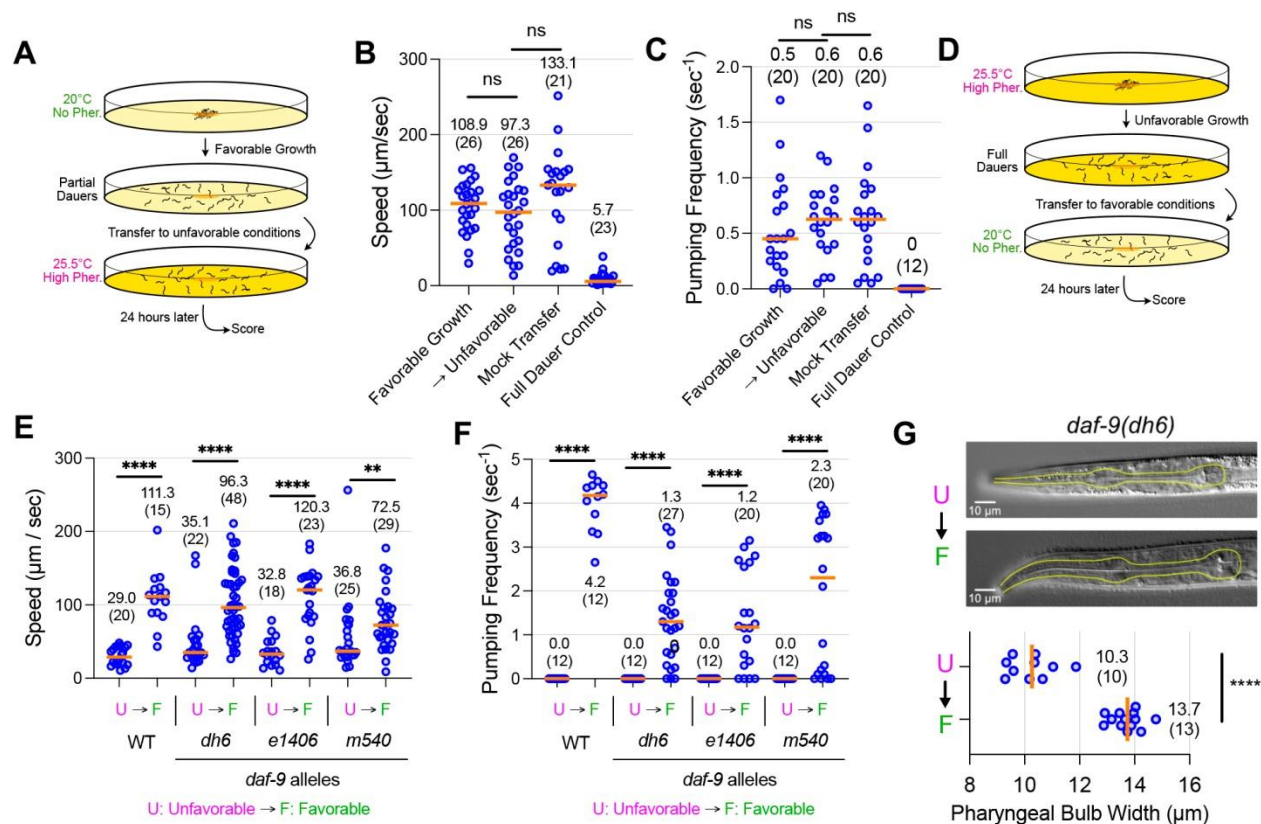 A
20°C
No Pher.
Favorable Growth
Partial
Dauers
Transfer to unfavorable conditions
25.5°C
High Pher.
24 hours later
Score
B
Speed (µm/sec)
300
200
100
0
ns
ns
108.9
(26)
97.3
(26)
133.1
(21)
5.7
(23)
Favorable Growth
→ Unfavorable
Mock Transfer
Full Dauer Control
C
Pumping Frequency (sec⁻¹)
2.0
1.5
1.0
0.5
0.0
ns
ns
0.5
(20)
0.6
(20)
0.6
(20)
0
(12)
Favorable Growth
→ Unfavorable
Mock Transfer
Full Dauer Control
D
25.5°C
High Pher.
Unfavorable Growth
Full
Dauers
Transfer to favorable conditions
20°C
No Pher.
24 hours later
Score
E
Speed (µm / sec)
300
200
100
0
****
****
****
**
29.0
(20)
111.3
(15)
35.1
(22)
96.3
(48)
32.8
(18)
120.3
(23)
36.8
(25)
72.5
(29)
U → F
U → F
U → F
U → F
WT
dh6
e1406
m540
daf-9 alleles
U: Unfavorable → F: Favorable
F
Pumping Frequency (sec⁻¹)
5
4
3
2
1
0
****
****
****
****
0.0
(12)
4.2
(12)
0.0
(12)
1.3
(27)
0.0
(12)
1.2
(20)
0.0
(12)
2.3
(20)
U → F
U → F
U → F
U → F
WT
dh6
e1406
m540
daf-9 alleles
U: Unfavorable → F: Favorable
G
daf-9(dh6)
U
F
10 µm
10 µm
U
F
10.3
(10)
13.7
(13)
****
8 10 12 14 16
Pharyngeal Bulb Width (µm)